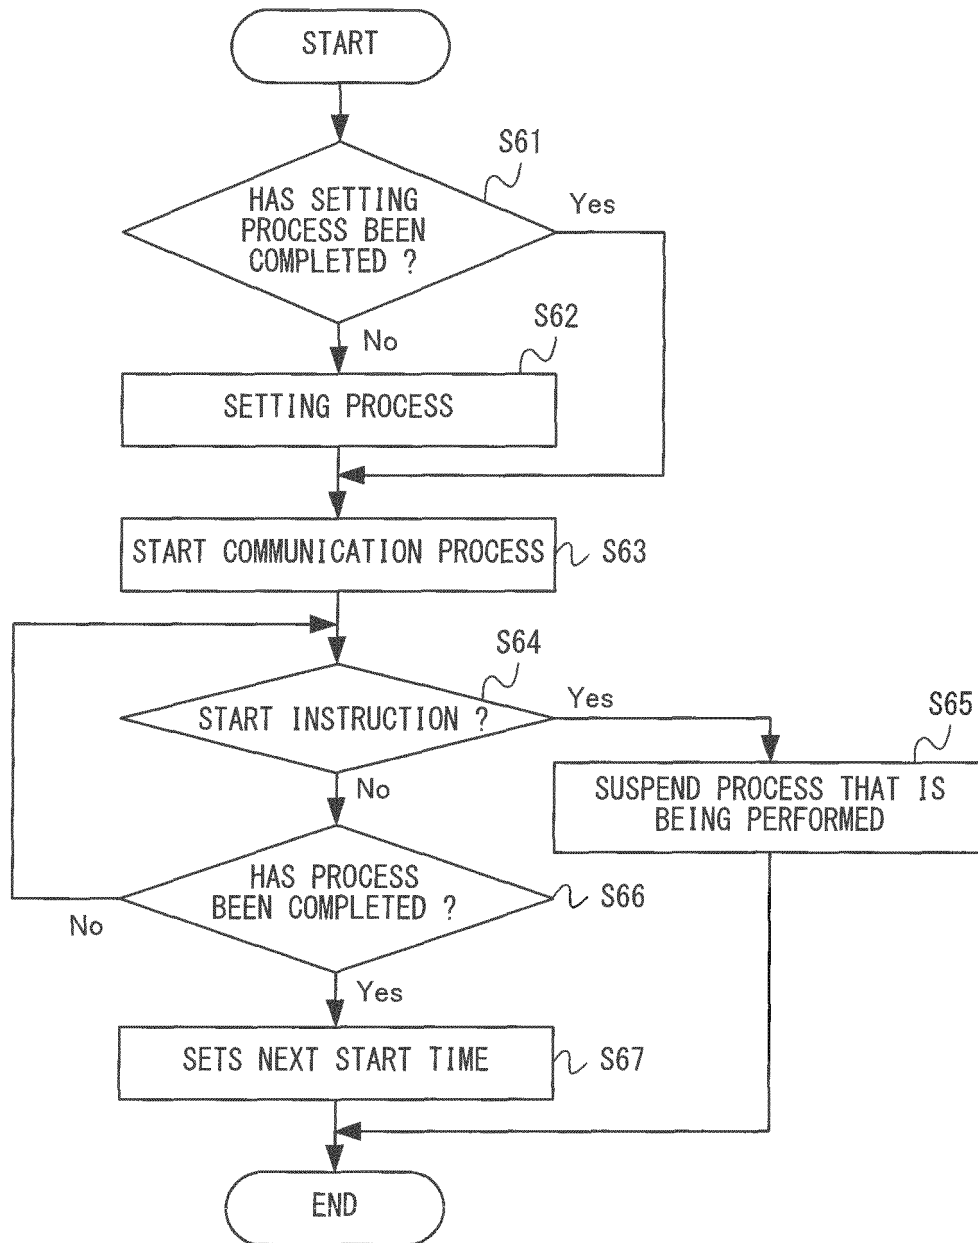 START
S61
HAS SETTING
PROCESS BEEN
COMPLETED ?
Yes
No
S62
SETTING PROCESS
START COMMUNICATION PROCESS
S63
S64
START INSTRUCTION ?
Yes
No
S65
SUSPEND PROCESS THAT IS
BEING PERFORMED
HAS PROCESS
BEEN COMPLETED ?
S66
No
Yes
SETS NEXT START TIME
S67
END